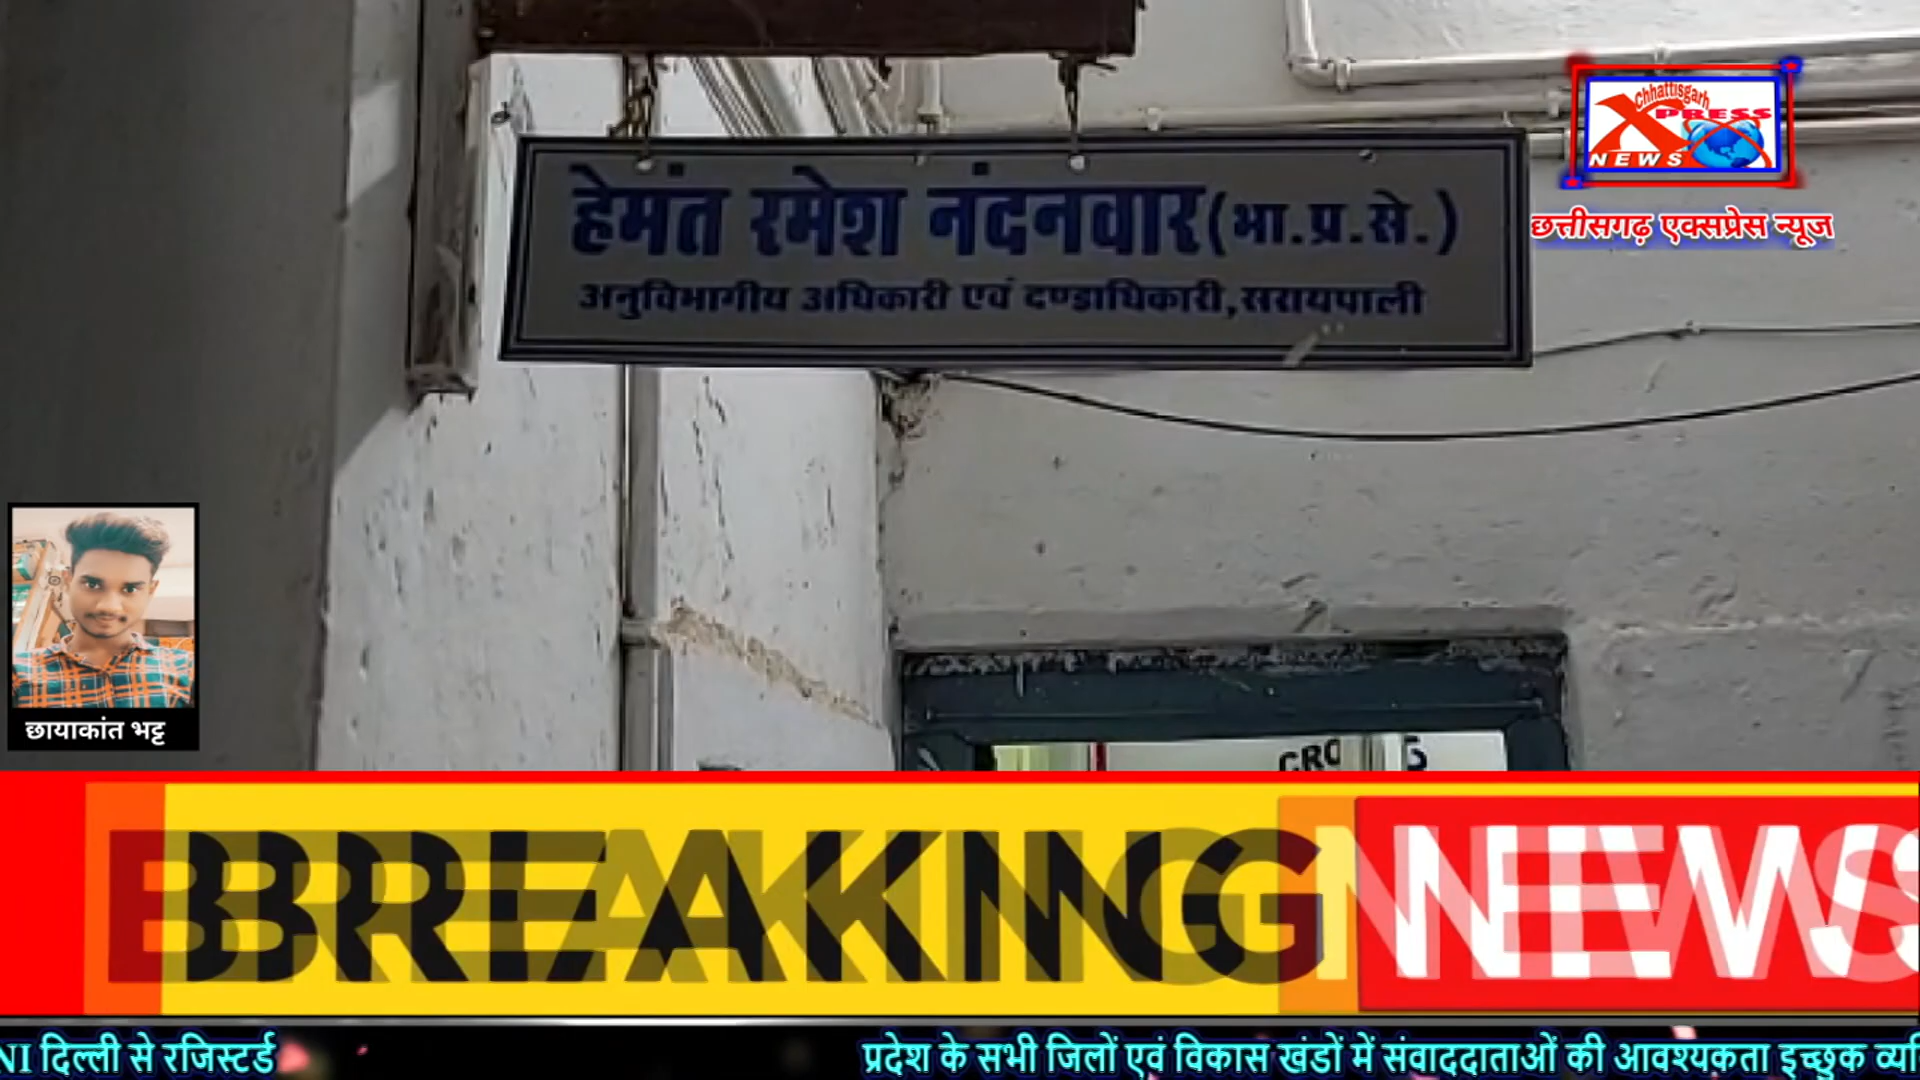 हेमंत रमेश नंदनवार (भा.प्र.से.)
अनुविभागीय अधिकारी एवं दण्डाधिकारी, सरायपाली
Chhattisgarh
XPRESS
NEWS
छत्तीसगढ़ एक्सप्रेस न्यूज
छायाकांत भट्ट
BREAKING NEWS
NI दिल्ली से रजिस्टर्ड
प्रदेश के सभी जिलों एवं विकास खंडों में संवाददाताओं की आवश्यकता इच्छुक